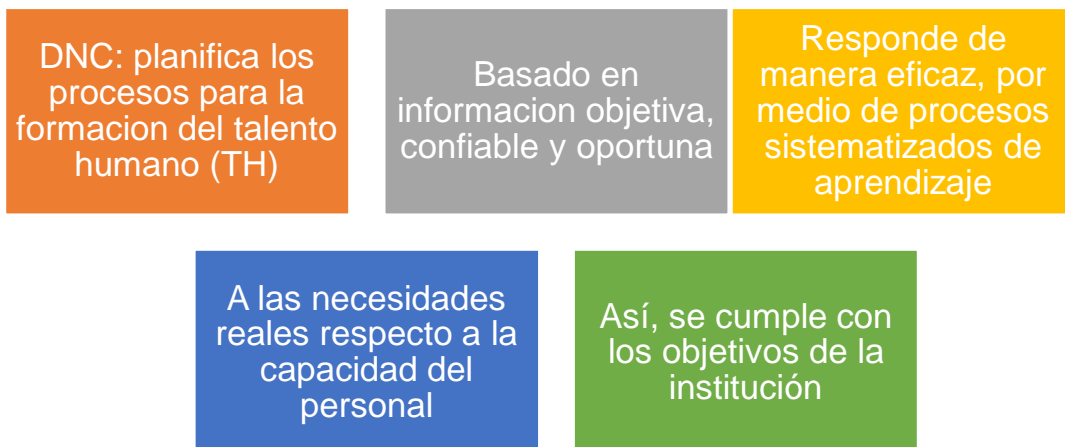 DNC: planifica los
procesos para la
formacion del talento
humano (TH)
Basado en
informacion objetiva,
confiable y oportuna
Responde de
manera eficaz, por
medio de procesos
sistematizados de
aprendizaje
A las necesidades
reales respecto a la
capacidad del
personal
Así, se cumple con
los objetivos de la
institución